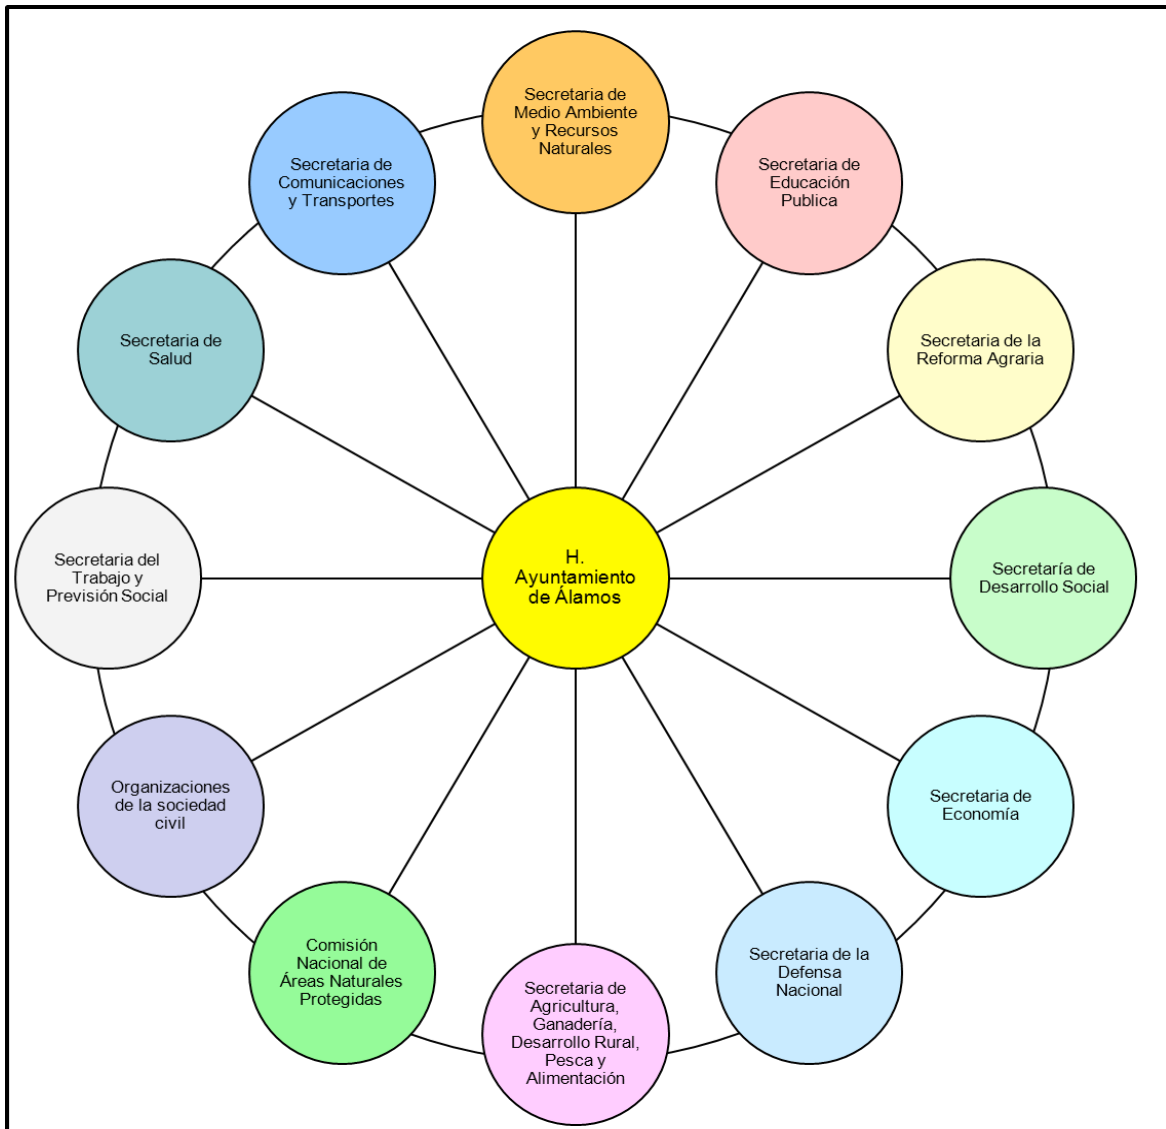 Secretaria de
Medio Ambiente
y Recursos
Naturales
Secretaria de
Educación
Publica
Secretaria de la
Reforma Agraria
Secretaría de
Desarrollo Social
Secretaria de
Economía
Secretaria de la
Defensa
Nacional
Secretaria de
Agricultura,
Ganadería,
Desarrollo Rural,
Pesca y
Alimentación
Comisión
Nacional de
Áreas Naturales
Protegidas
Organizaciones
de la sociedad
civil
Secretaria del
Trabajo y
Previsión Social
Secretaria de
Salud
Secretaria de
Comunicaciones
y Transportes
H.
Ayuntamiento
de Álamos